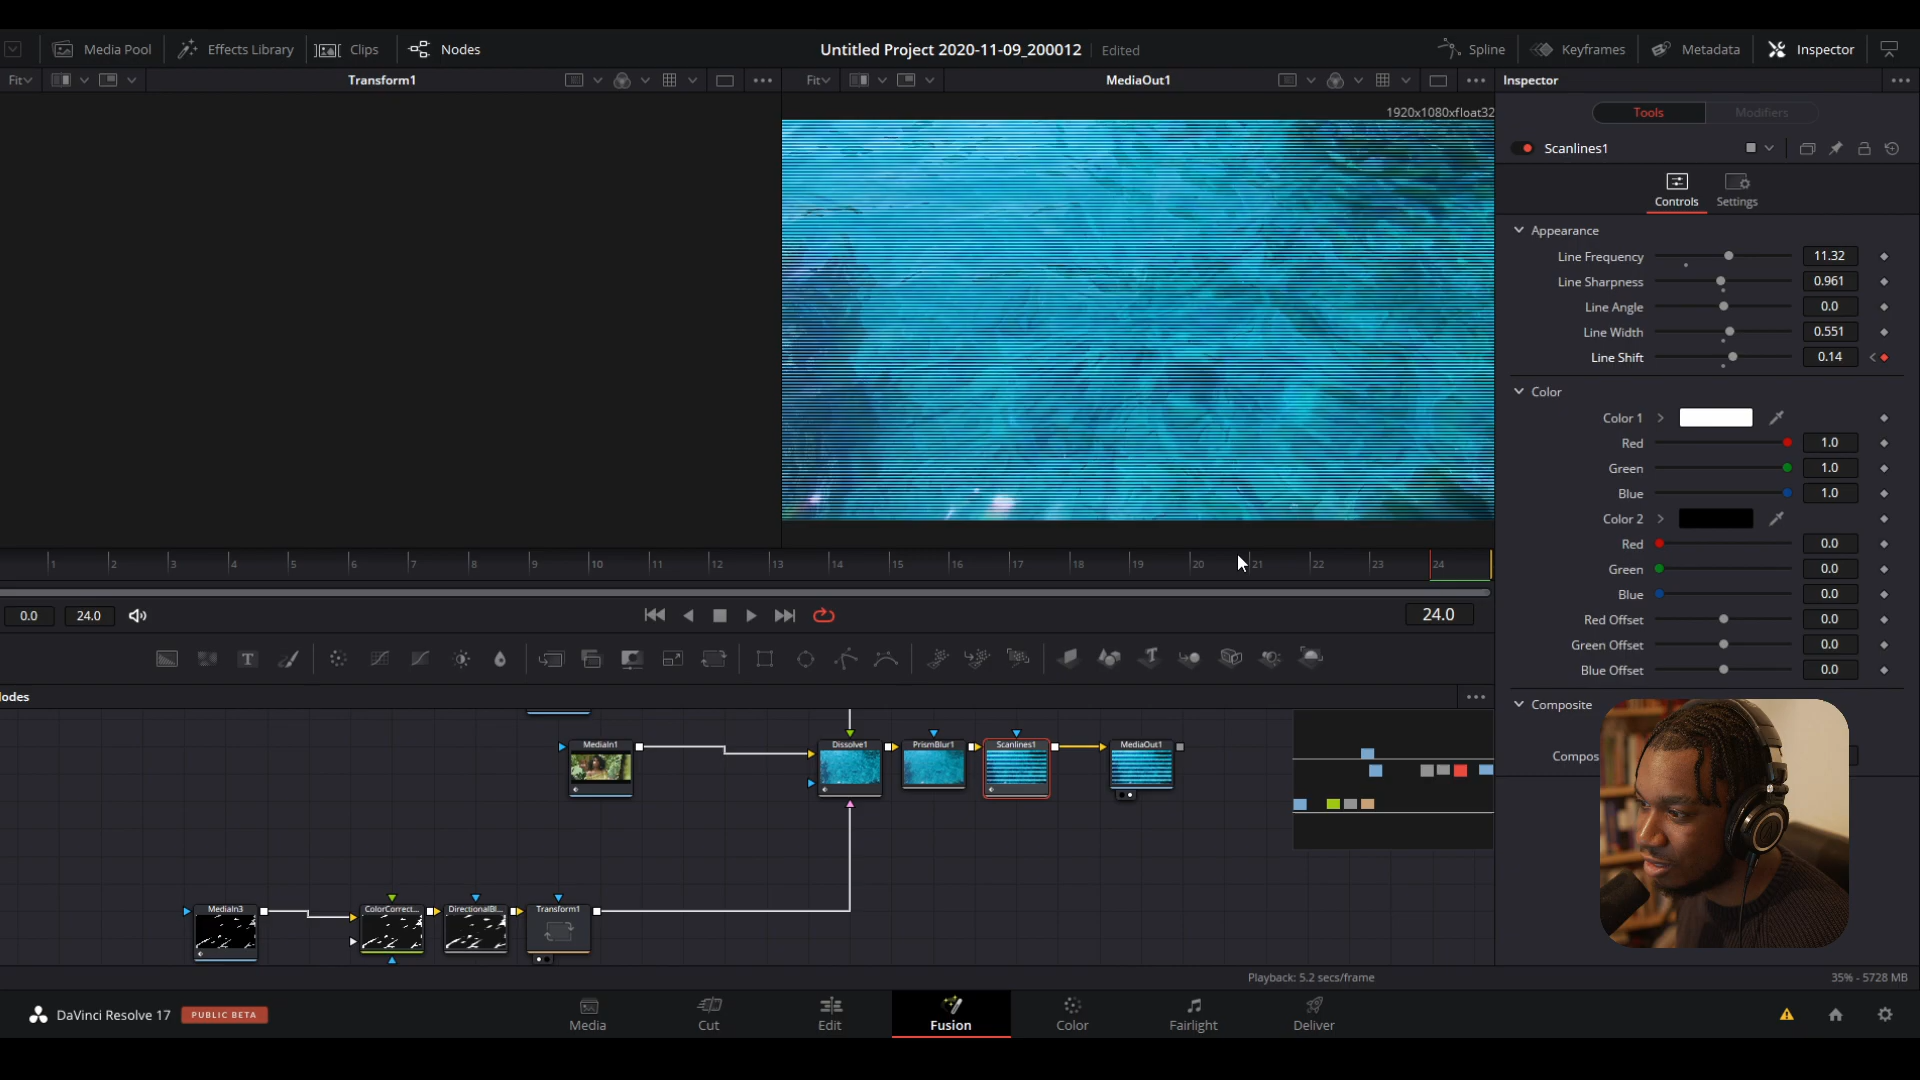 Media Pool Effects Library Clips Nodes Untitled Project 2020-11-09_200012 Edited Spline Keyframes Metadata Inspector
Fit Transform1 Fit MediaOut1 Inspector
1920x1080xfloat32
Tools Modifiers
Scanlines1
Controls Settings
Appearance
Line Frequency 11.32
Line Sharpness 0.961
Line Angle 0.0
Line Width 0.551
Line Shift 0.14
Color
Color 1
Red 1.0
Green 1.0
Blue 1.0
Color 2
Red 0.0
Green 0.0
Blue 0.0
Red Offset 0.0
Green Offset 0.0
Blue Offset 0.0
Composite
Compos
1 2 3 4 5 6 7 8 9 10 11 12 13 14 15 16 17 18 19 20 21 22 23 24
0.0 24.0 24.0
T
odes
MediaIn1 Dissolve1 PrismBlur1 Scanlines1 MediaOut1
MediaIn3 ColorCorrect... DirectionalBl... Transform1
Playback: 5.2 secs/frame 35% - 5728 MB
DaVinci Resolve 17 PUBLIC BETA Media Cut Edit Fusion Color Fairlight Deliver